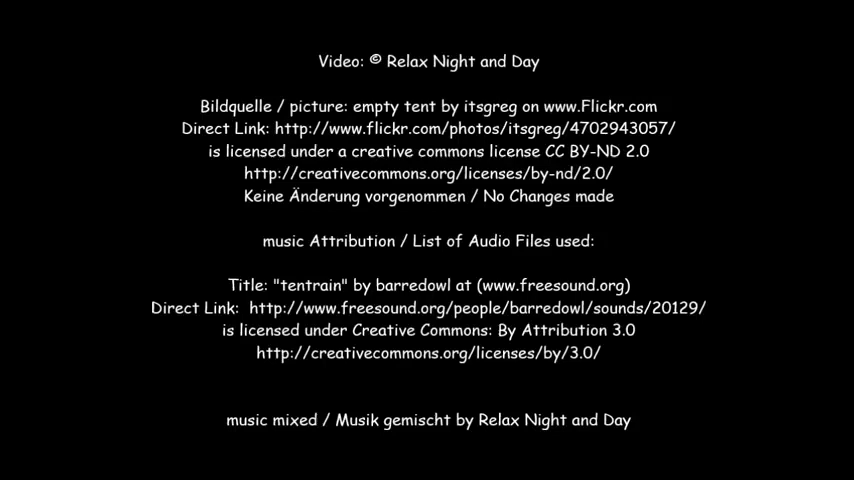 Video: © Relax Night and Day
Bildquelle / picture: empty tent by itsgreg on www.Flickr.com
Direct Link: http://www.flickr.com/photos/itsgreg/4702943057/
is licensed under a creative commons license CC BY-ND 2.0
http://creativecommons.org/licenses/by-nd/2.0/
Keine Änderung vorgenommen / No Changes made
music Attribution / List of Audio Files used:
Title: "tentrain" by barredowl at (www.freesound.org)
Direct Link:  http://www.freesound.org/people/barredowl/sounds/20129/
is licensed under Creative Commons: By Attribution 3.0
http://creativecommons.org/licenses/by/3.0/
music mixed / Musik gemischt by Relax Night and Day